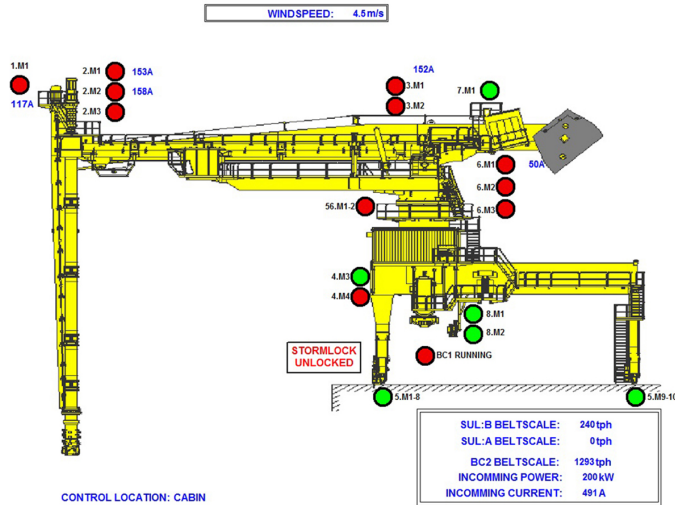 WINDSPEED: 4.5 m/s
1.M1
117A
2.M1 153A
2.M2 158A
2.M3
152A
3.M1
3.M2
7.M1
6.M1 50A
6.M2
6.M3
56.M1-2
4.M3
4.M4
8.M1
8.M2
STORMLOCK
UNLOCKED
BC1 RUNNING
5.M1-8
5.M9-10
SUL:B BELTSCALE: 240 tph
SUL:A BELTSCALE: 0 tph
BC2 BELTSCALE: 1293 tph
INCOMMING POWER: 200 kW
INCOMMING CURRENT: 491 A
CONTROL LOCATION: CABIN